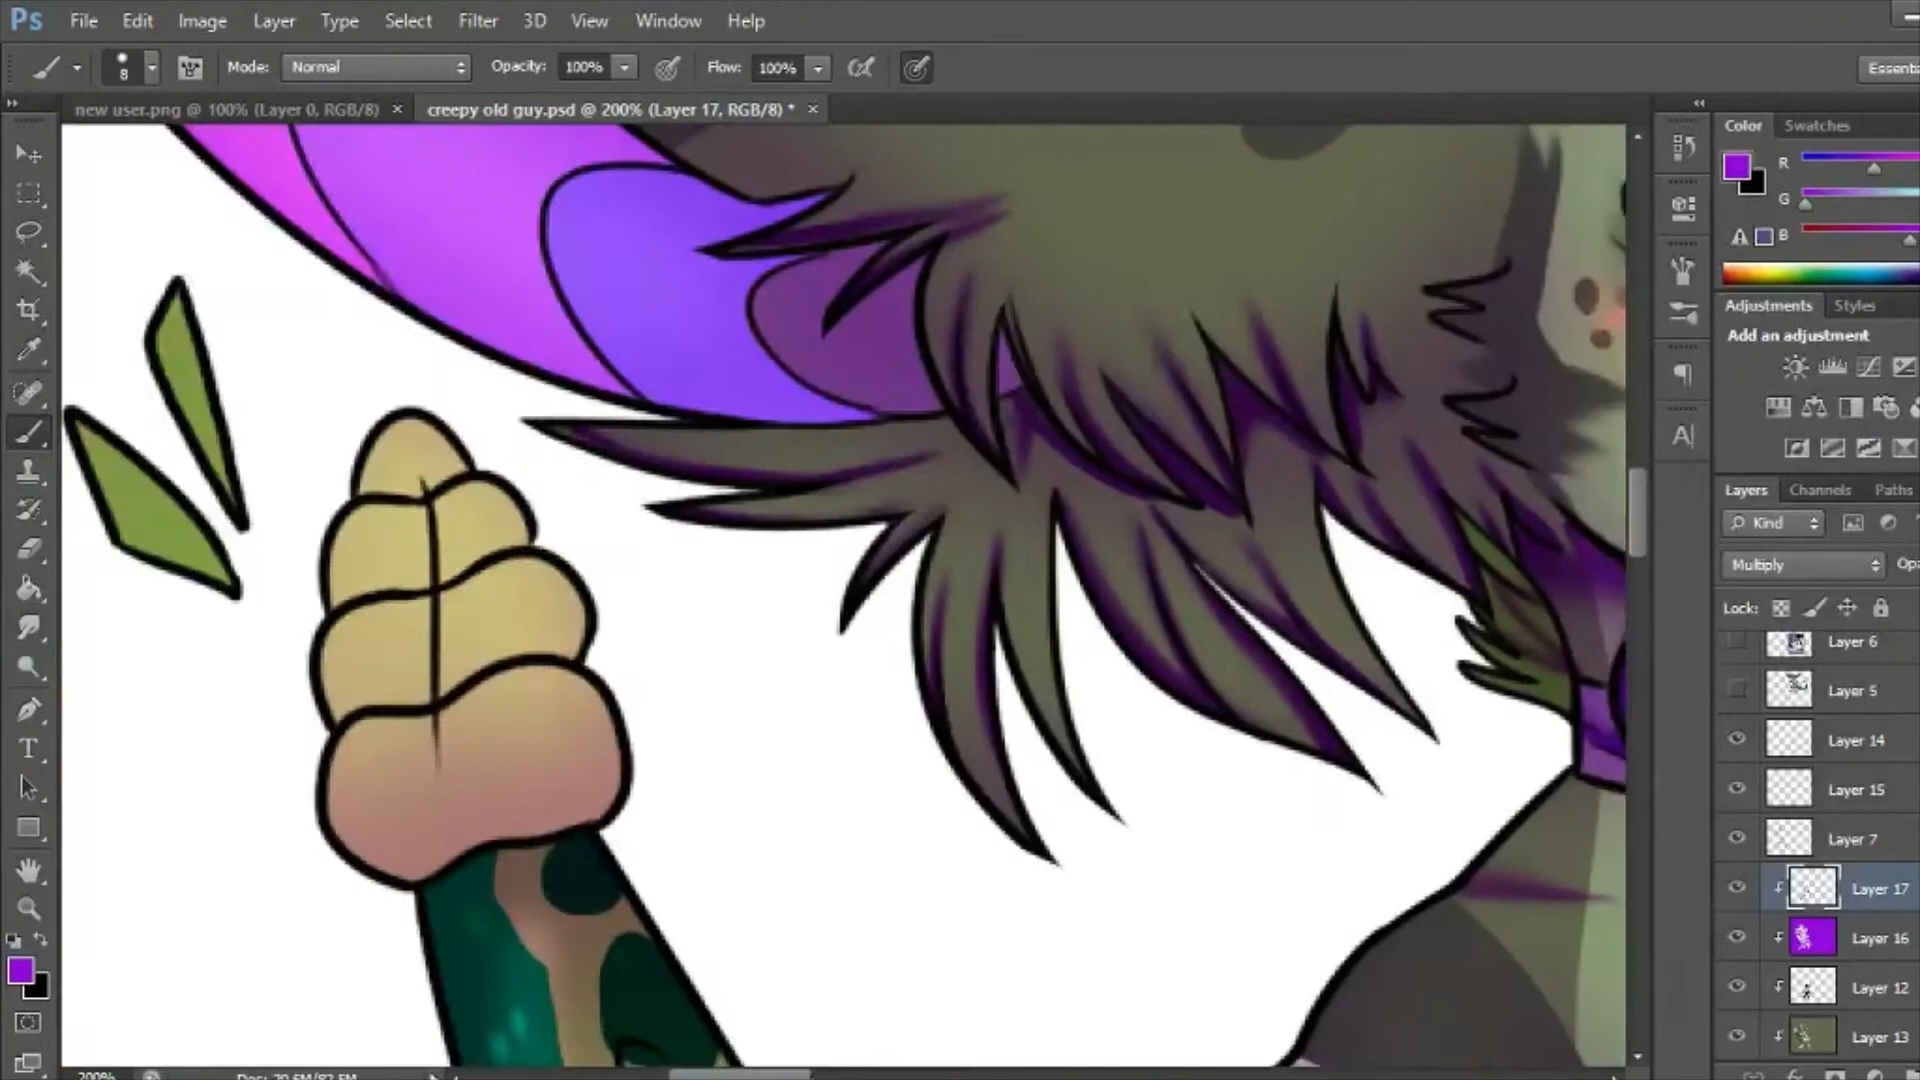 Ps File Edit Image Layer Select Filter 3D View Window Help
8 Mode: Normal Opacity: 100% Flow: 100%
new user.png @ 100% (Layer 0, RGB/8) × creepy old guy.psd @ 200% (Layer 17, RGB/8) * ×
Color Swatches
R
G
B
Adjustments Styles
Add an adjustment
Layers Channels Paths
Kind
Multiply
Lock:
Layer 6
Layer 5
Layer 14
Layer 15
Layer 7
Layer 17
Layer 16
Layer 12
Layer 13